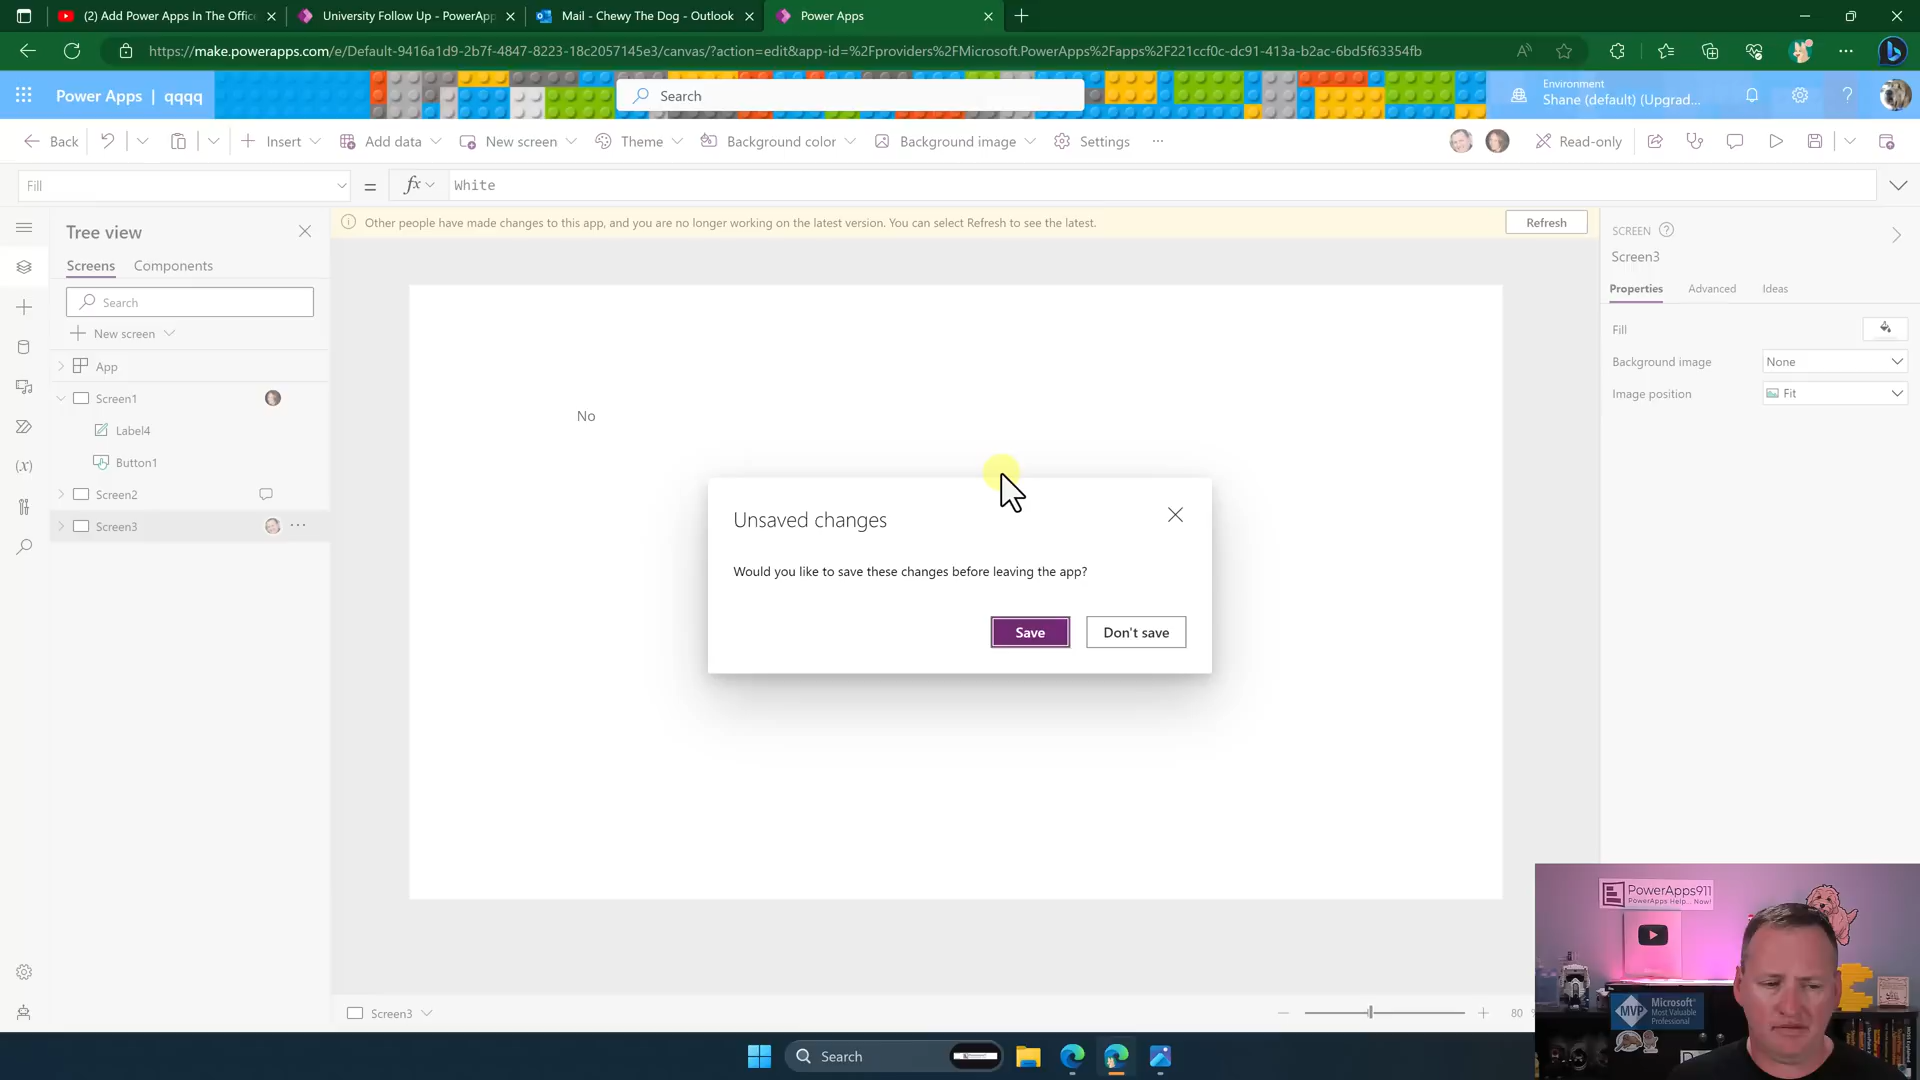 (2) Add Power Apps In The Offic
University Follow Up - PowerApp
Mail - Chewy The Dog - Outlook
Power Apps
https://make.powerapps.com/e/Default-9416a1d9-2b7f-4847-8223-18c2057145e3/canvas/?action=edit&app-id=%2Fproviders%2FMicrosoft.PowerApps%2Fapps%2F221ccf0c-dc91-413a-b2ac-6bd5f63354fb
Power Apps | qqqq
Search
Environment
Shane (default) (Upgrad...
Back
Insert
Add data
New screen
Theme
Background color
Background image
Settings
Read-only
Fill
=
fx
White
Tree view
Other people have made changes to this app, and you are no longer working on the latest version. You can select Refresh to see the latest.
Refresh
SCREEN
Screen3
Screens
Components
Properties
Advanced
Ideas
Search
New screen
Fill
App
Background image
None
Screen1
Image position
Fit
Label4
No
Button1
Screen2
Screen3
(x)
Unsaved changes
Would you like to save these changes before leaving the app?
Save
Don't save
Screen3
80
Search
PowerApps911
PowerApps Help... Now!
Microsoft®
MVP
Most Valuable
Professional